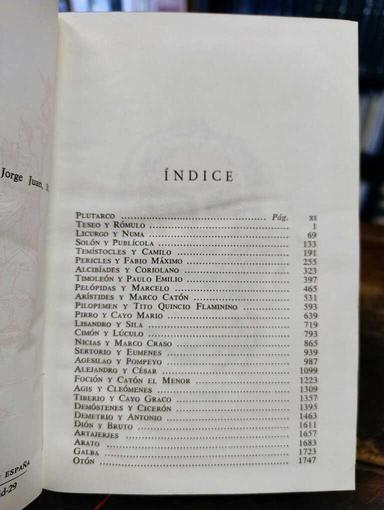 Jorge Juan,
ESPAÑA
d-29
ÍNDICE
PLUTARCO Pág. XI
TESEO Y RÓMULO 1
LICURGO Y NUMA 69
SOLÓN Y PUBLÍCOLA 133
TEMÍSTOCLES Y CAMILO 191
PERICLES Y FABIO MÁXIMO 255
ALCIBÍADES Y CORIOLANO 323
TIMOLEÓN Y PAULO EMILIO 397
PELÓPIDAS Y MARCELO 465
ARÍSTIDES Y MARCO CATÓN 531
FILOPEMEN Y TITO QUINCIO FLAMININO 593
PIRRO Y CAYO MARIO 639
LISANDRO Y SILA 719
CIMÓN Y LÚCULO 793
NICIAS Y MARCO CRASO 865
SERTORIO Y EUMENES 939
AGESILAO Y POMPEYO 987
ALEJANDRO Y CÉSAR 1099
FOCIÓN Y CATÓN EL MENOR 1223
AGIS Y CLEÓMENES 1309
TIBERIO Y CAYO GRACO 1357
DEMÓSTENES Y CICERÓN 1395
DEMETRIO Y ANTONIO 1463
DIÓN Y BRUTO 1611
ARTAJERJES 1657
ARATO 1683
GALBA 1723
OTÓN 1747